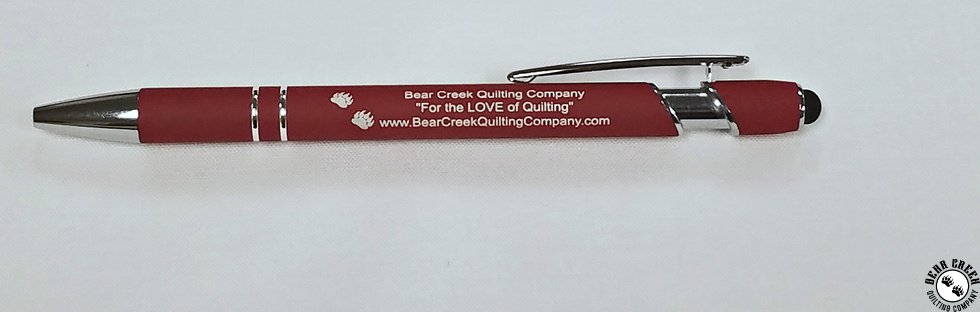 Bear Creek Quilting Company
"For the LOVE of Quilting"
www.BearCreekQuiltingCompany.com
BEAR CREEK
QUILTING COMPANY